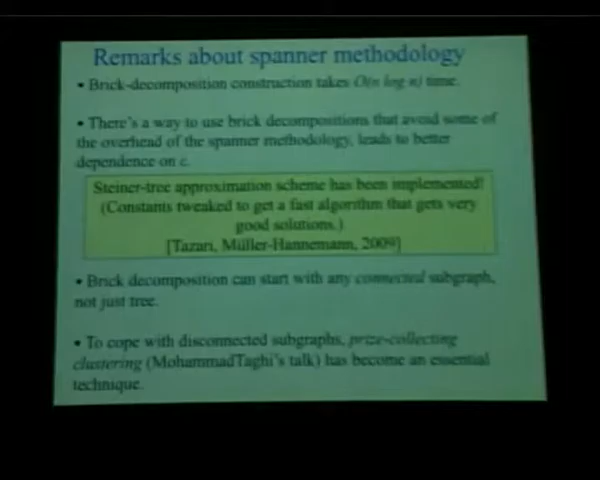 Remarks about spanner methodology
• Brick-decomposition construction takes O(n log n) time.
• There's a way to use brick decompositions that avoid some of
the overhead of the spanner methodology, leads to better
dependence on ε.
Steiner-tree approximation scheme has been implemented!
(Constants tweaked to get a fast algorithm that gets very
good solutions.)
[Tazari, Müller-Hannemann, 2009]
• Brick decomposition can start with any connected subgraph,
not just tree.
• To cope with disconnected subgraphs, prize-collecting
clustering (MohammadTaghi's talk) has become an essential
technique.